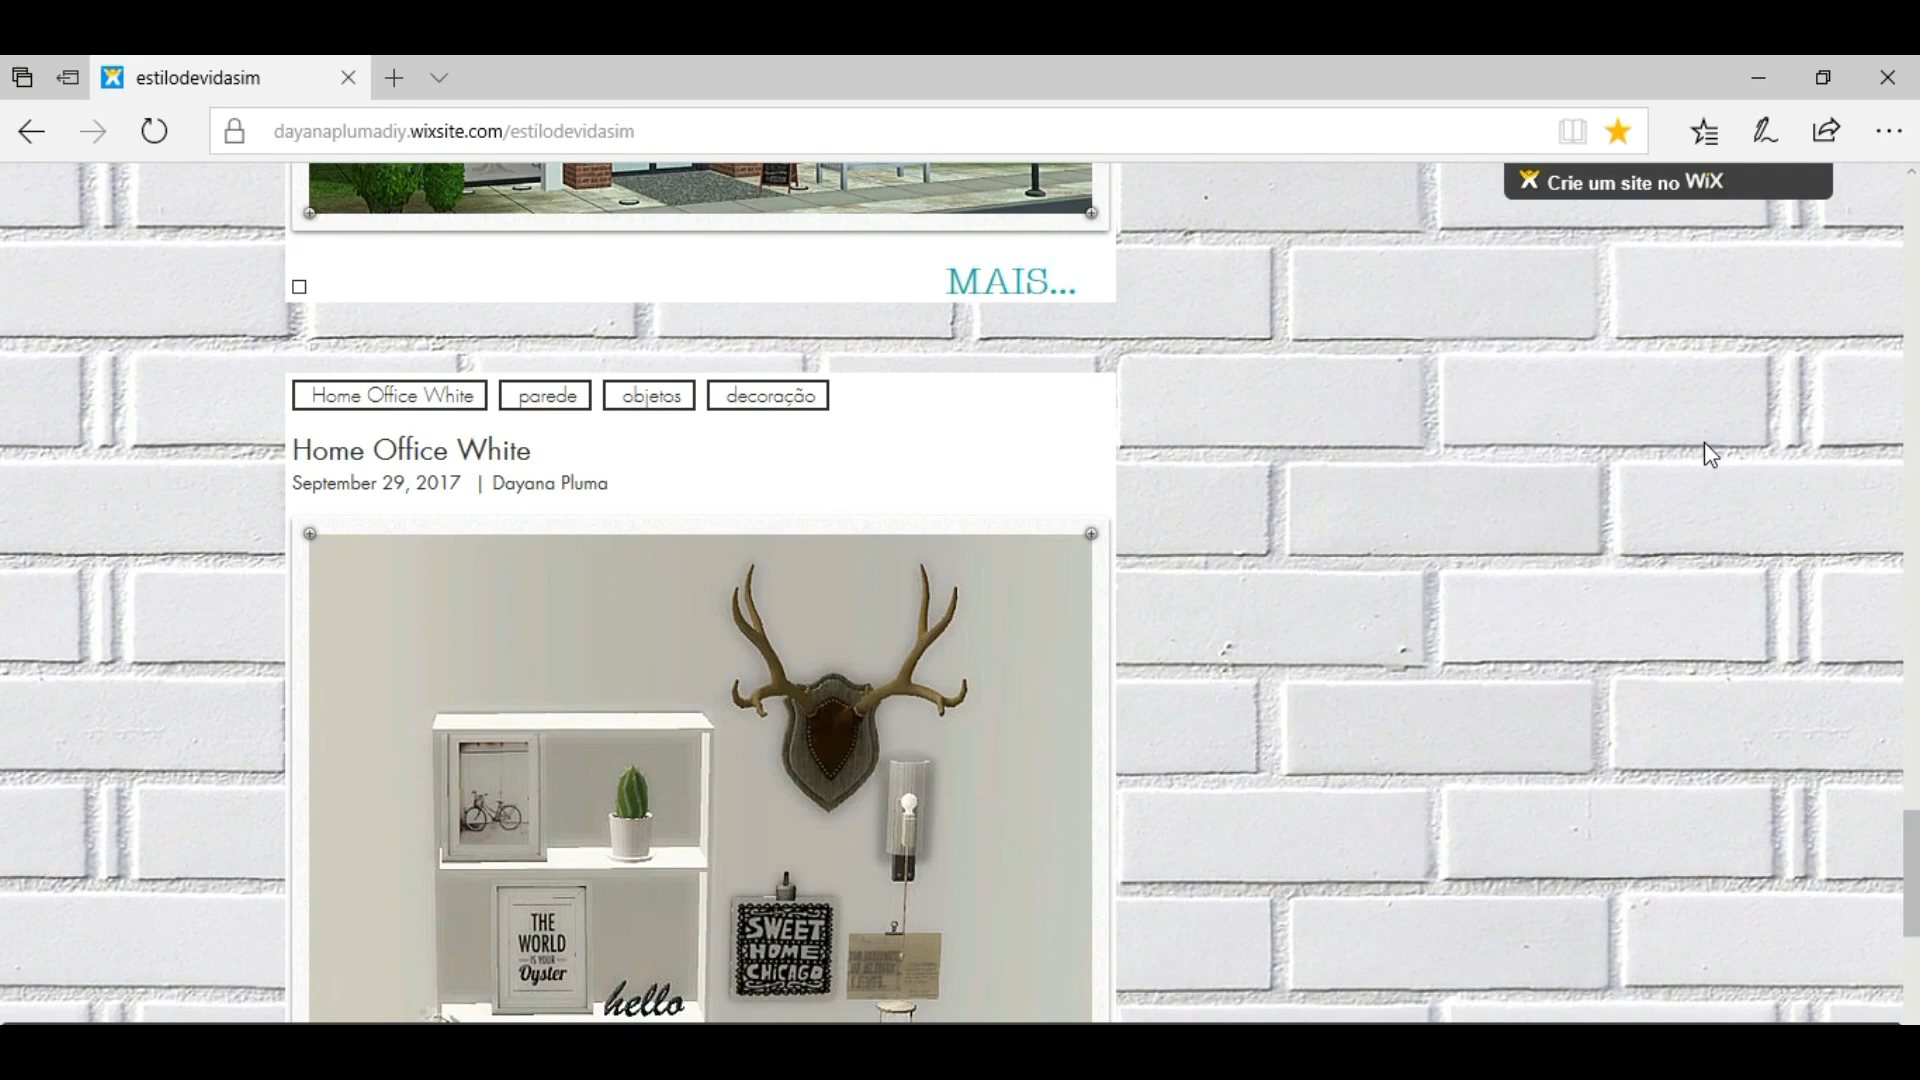 estilodevidasim
dayanaplumadiy.wixsite.com/estilodevidasim
Crie um site no WiX
MAIS...
Home Office White parede objetos decoração
Home Office White
September 29, 2017 | Dayana Pluma
THE
WORLD
IS YOUR
Oyster
SWEET
HOME
CHICAGO
hello